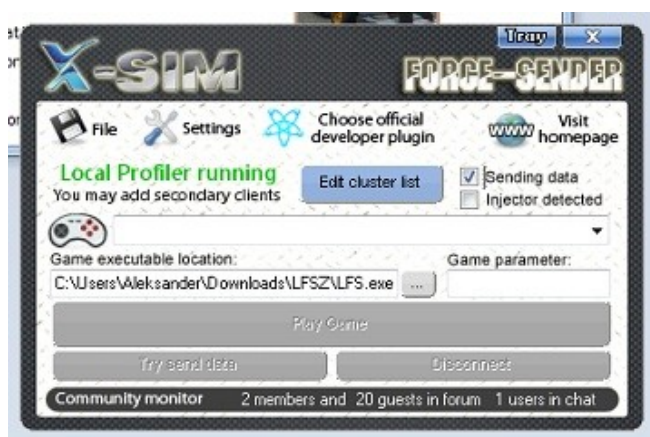 Tray X
X-SIM
FORCE-SENDER
File Settings Choose official developer plugin www Visit homepage
Local Profiler running
You may add secondary clients
Edit cluster list
Sending data
Injector detected
Game executable location:
Game parameter:
C:\Users\Aleksander\Downloads\LFSZ\LFS.exe ...
Play Game
Try send data
Disconnect
Community monitor 2 members and 20 guests in forum 1 users in chat